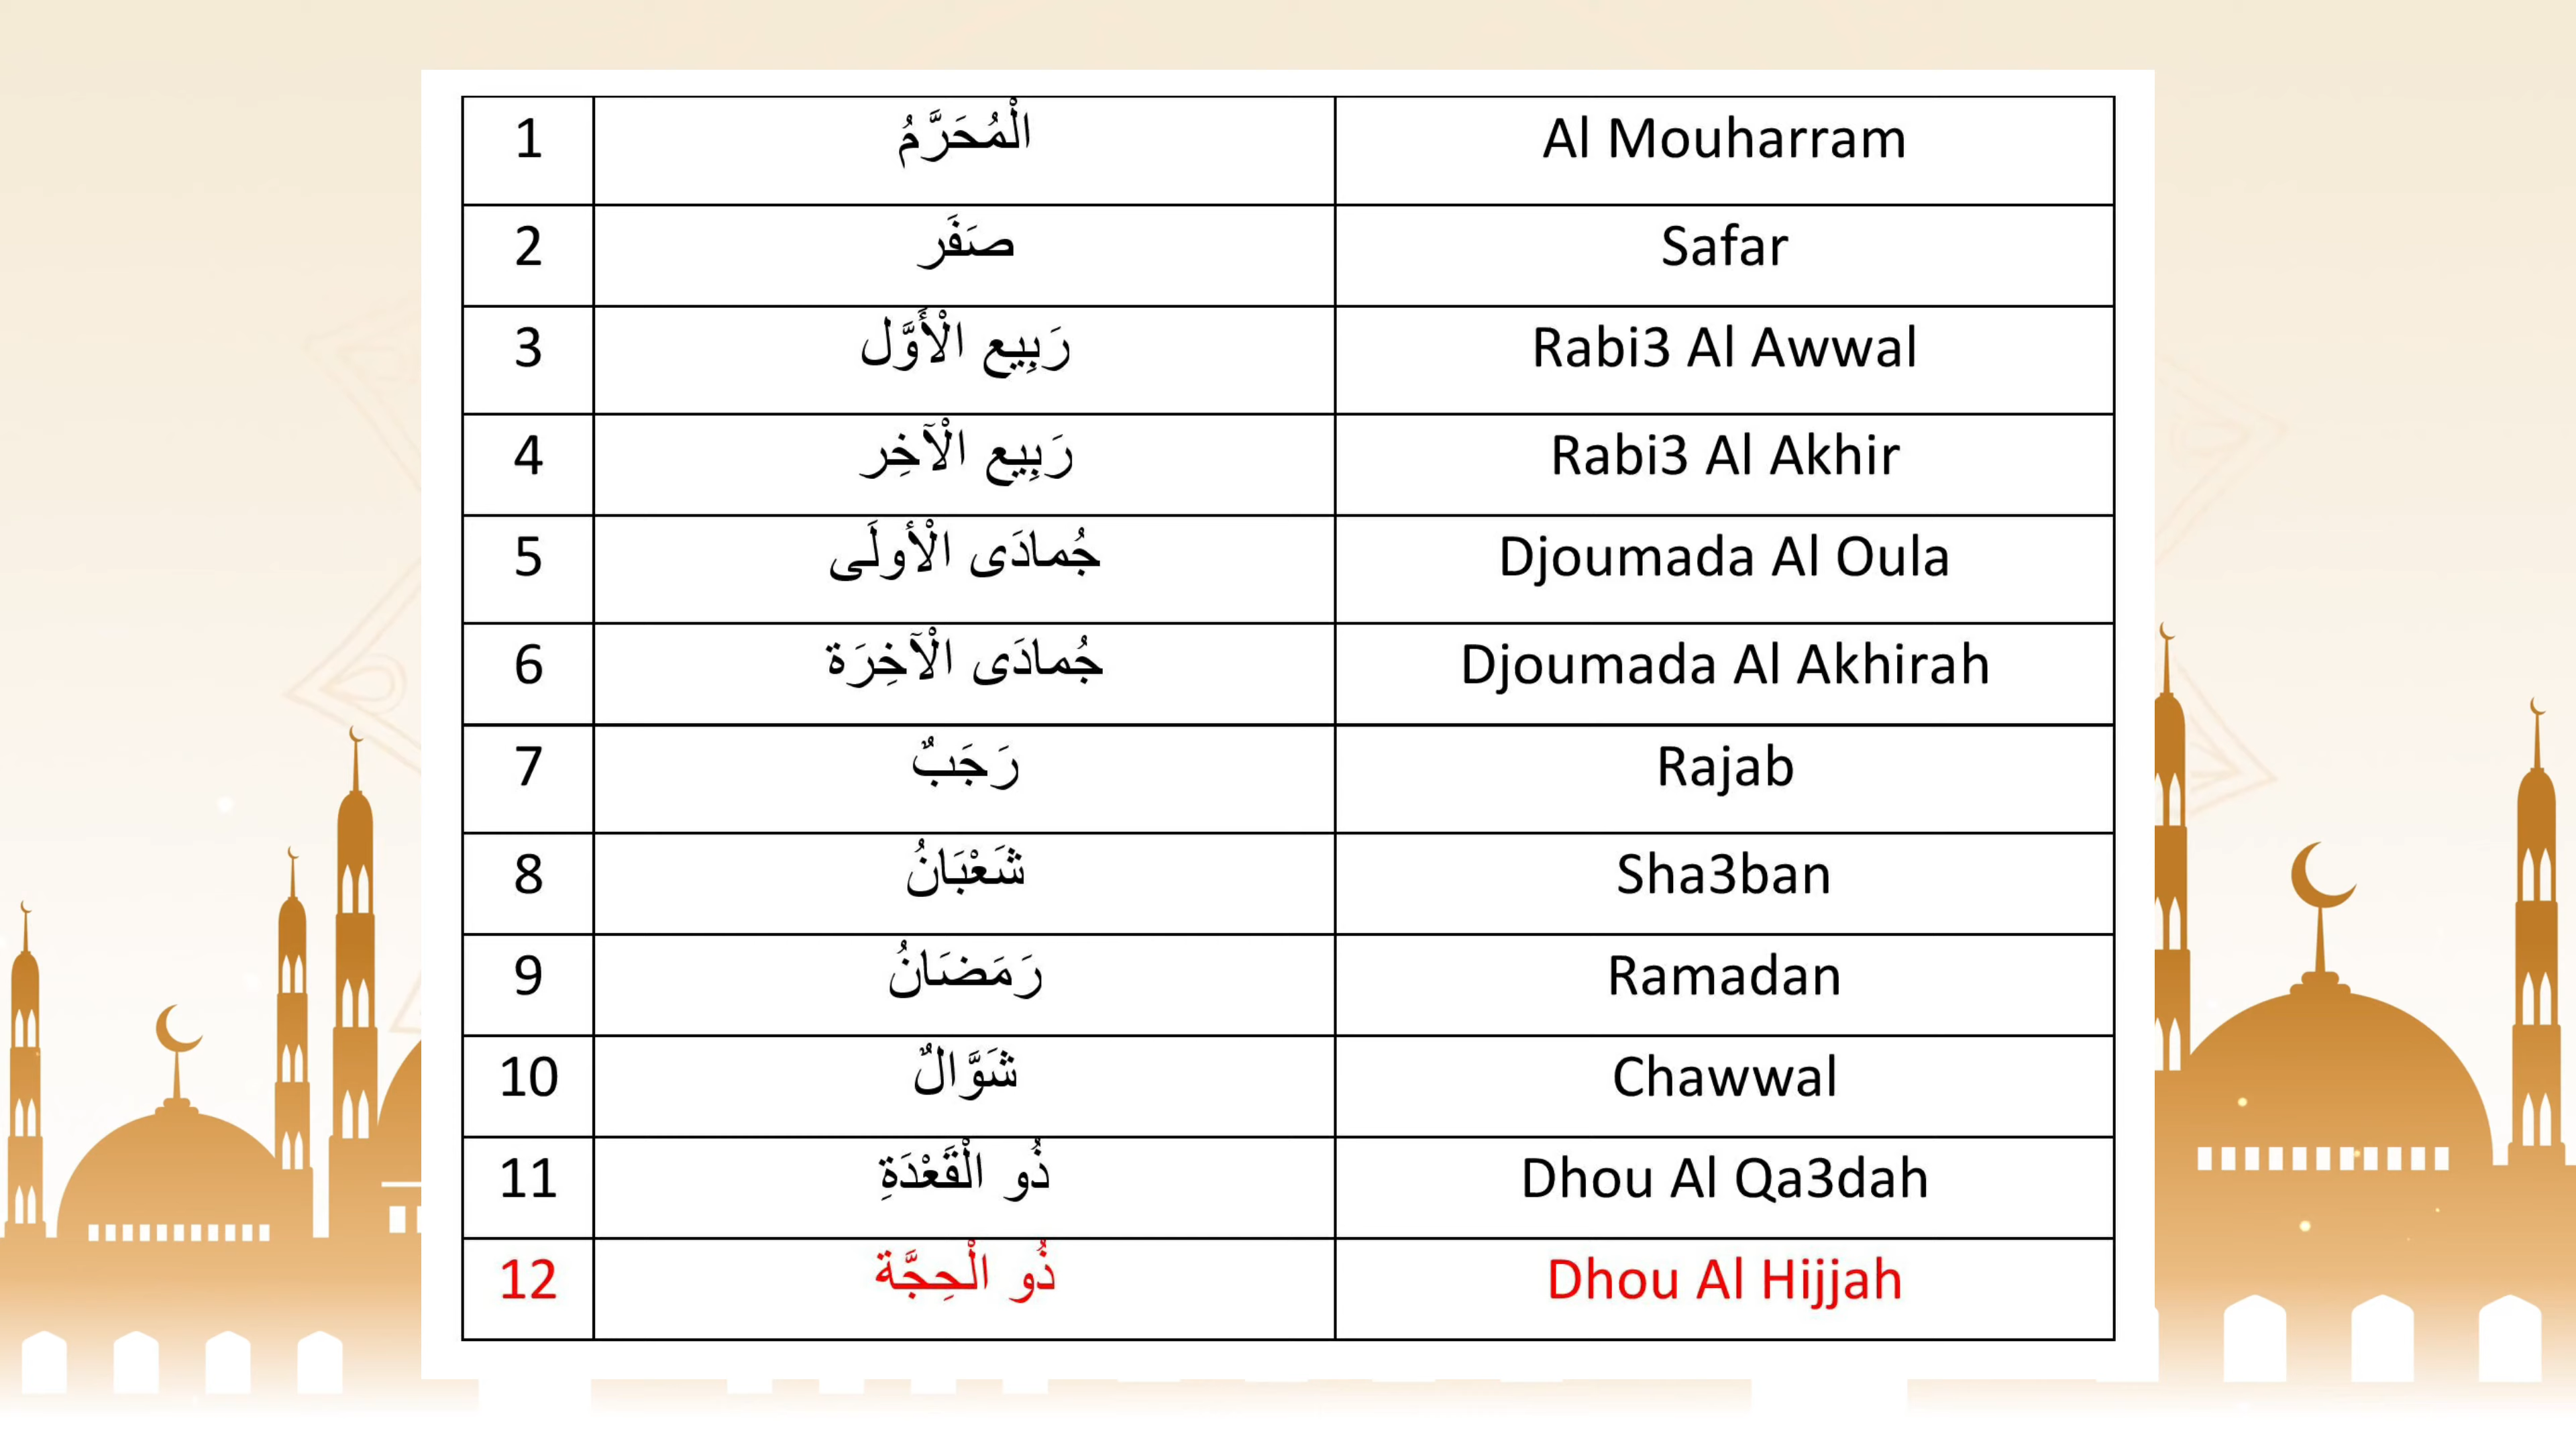 1 الْمُحَرَّمُ Al Mouharram
2 صَفَر Safar
3 رَبِيع الْأَوَّل Rabi3 Al Awwal
4 رَبِيع الْآخِر Rabi3 Al Akhir
5 جُمادَى الْأولَى Djoumada Al Oula
6 جُمادَى الْآخِرَة Djoumada Al Akhirah
7 رَجَبٌ Rajab
8 شَعْبَانُ Sha3ban
9 رَمَضَانُ Ramadan
10 شَوَّالٌ Chawwal
11 ذُو الْقَعْدَةِ Dhou Al Qa3dah
12 ذُو الْحِجَّة Dhou Al Hijjah